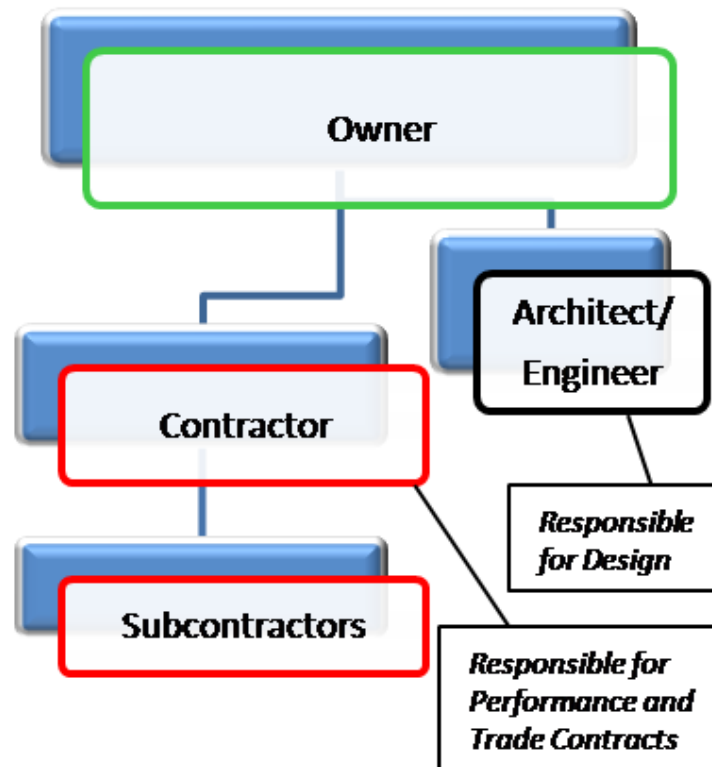 Owner
Architect/
Engineer
Contractor
Responsible
for Design
Subcontractors
Responsible for
Performance and
Trade Contracts